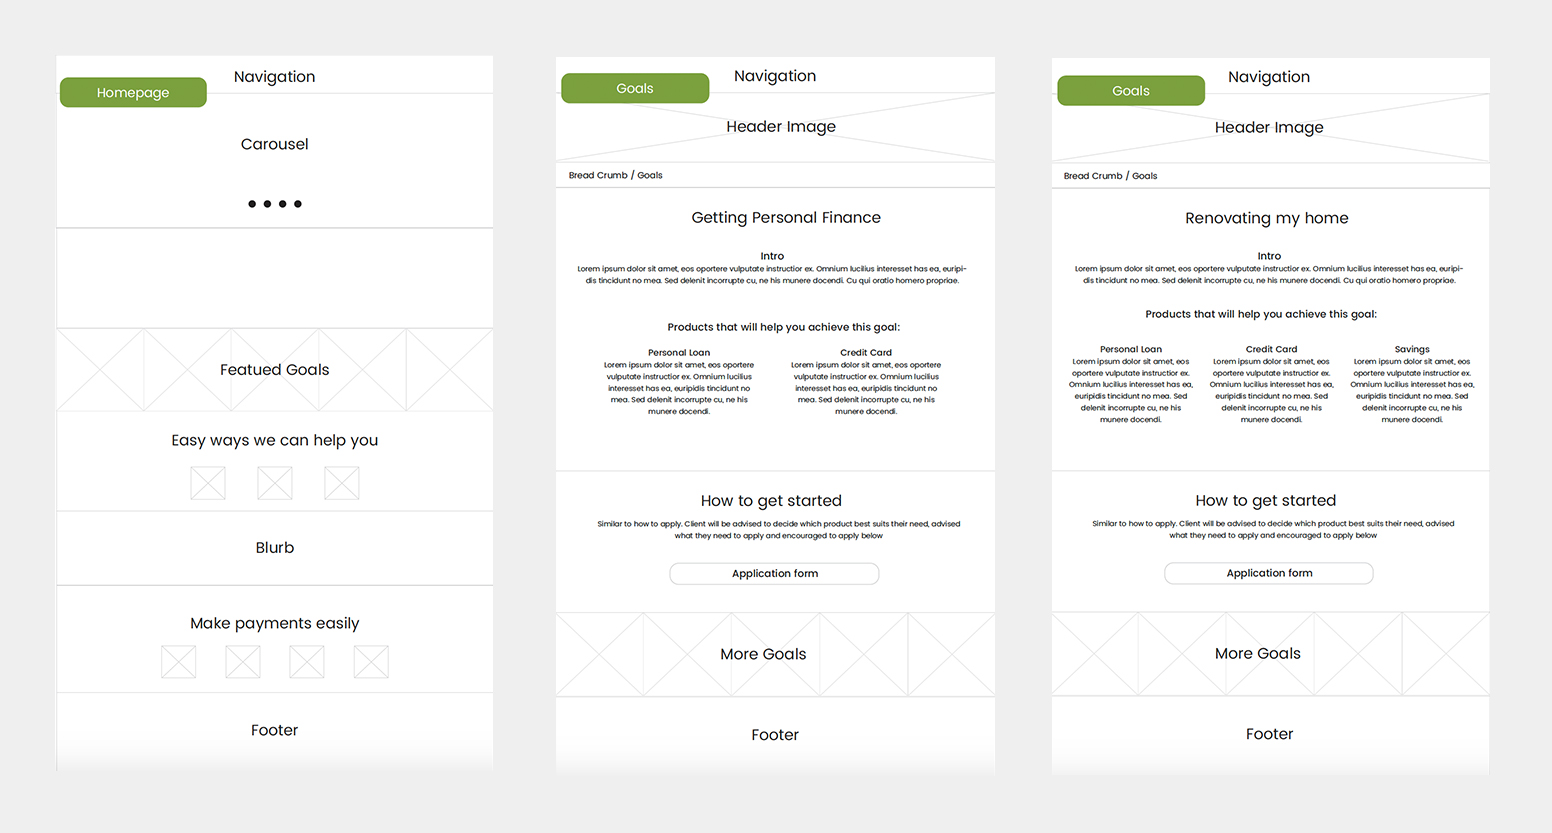 Navigation
Homepage
Carousel
Featued Goals
Easy ways we can help you
Blurb
Make payments easily
Footer
Navigation
Goals
Header Image
Bread Crumb / Goals
Getting Personal Finance
Intro
Lorem ipsum dolor sit amet, eos oportere vulputate instructior ex. Omnium lucilius interesset has ea, euripi-
dis tincidunt no mea. Sed delenit incorrupte cu, ne his munere docendi. Cu qui oratio homero propriae.
Products that will help you achieve this goal:
Personal Loan
Lorem ipsum dolor sit amet, eos oportere
vulputate instructior ex. Omnium lucilius
interesset has ea, euripidis tincidunt no
mea. Sed delenit incorrupte cu, ne his
munere docendi.
Credit Card
Lorem ipsum dolor sit amet, eos oportere
vulputate instructior ex. Omnium lucilius
interesset has ea, euripidis tincidunt no
mea. Sed delenit incorrupte cu, ne his
munere docendi.
How to get started
Similar to how to apply. Client will be advised to decide which product best suits their need, advised
what they need to apply and encouraged to apply below
Application form
More Goals
Footer
Navigation
Goals
Header Image
Bread Crumb / Goals
Renovating my home
Intro
Lorem ipsum dolor sit amet, eos oportere vulputate instructior ex. Omnium lucilius interesset has ea, euripi-
dis tincidunt no mea. Sed delenit incorrupte cu, ne his munere docendi. Cu qui oratio homero propriae.
Products that will help you achieve this goal:
Personal Loan
Lorem ipsum dolor sit amet, eos
oportere vulputate instructior ex.
Omnium lucilius interesset has ea,
euripidis tincidunt no mea. Sed
delenit incorrupte cu, ne his
munere docendi.
Credit Card
Lorem ipsum dolor sit amet, eos
oportere vulputate instructior ex.
Omnium lucilius interesset has ea,
euripidis tincidunt no mea. Sed
delenit incorrupte cu, ne his
munere docendi.
Savings
Lorem ipsum dolor sit amet, eos
oportere vulputate instructior ex.
Omnium lucilius interesset has ea,
euripidis tincidunt no mea. Sed
delenit incorrupte cu, ne his
munere docendi.
How to get started
Similar to how to apply. Client will be advised to decide which product best suits their need, advised
what they need to apply and encouraged to apply below
Application form
More Goals
Footer